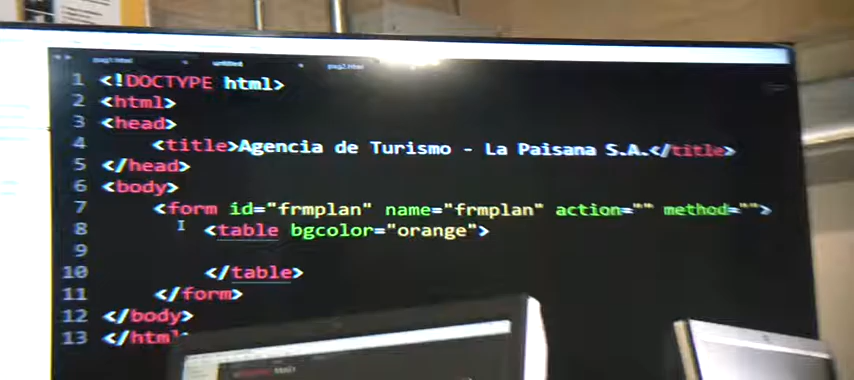 untitled
1 <!DOCTYPE html>
2 <html>
3 <head>
4 <title>Agencia de Turismo - La Paisana S.A.</title>
5 </head>
6 <body>
7 <form id="frmplan" name="frmplan" action="" method="">
8 <table bgcolor="orange">
9
10 </table>
11 </form>
12 </body>
13 </html